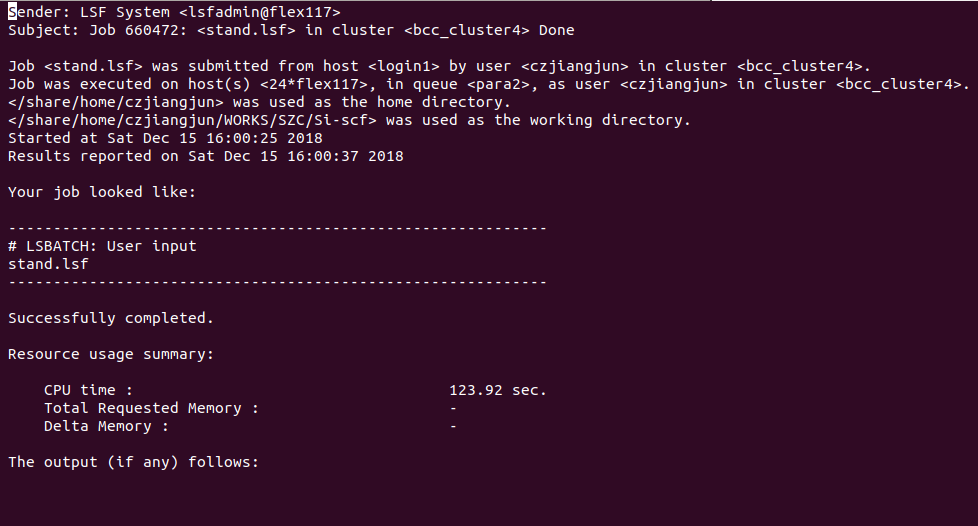 Sender: LSF System <lsfadmin@flex117>
Subject: Job 660472: <stand.lsf> in cluster <bcc_cluster4> Done
Job <stand.lsf> was submitted from host <login1> by user <czjiangjun> in cluster <bcc_cluster4>.
Job was executed on host(s) <24*flex117>, in queue <para2>, as user <czjiangjun> in cluster <bcc_cluster4>.
</share/home/czjiangjun> was used as the home directory.
</share/home/czjiangjun/WORKS/SZC/Si-scf> was used as the working directory.
Started at Sat Dec 15 16:00:25 2018
Results reported on Sat Dec 15 16:00:37 2018
Your job looked like:
------------------------------------------------------------
# LSBATCH: User input
stand.lsf
------------------------------------------------------------
Successfully completed.
Resource usage summary:
CPU time : 123.92 sec.
Total Requested Memory : -
Delta Memory : -
The output (if any) follows: